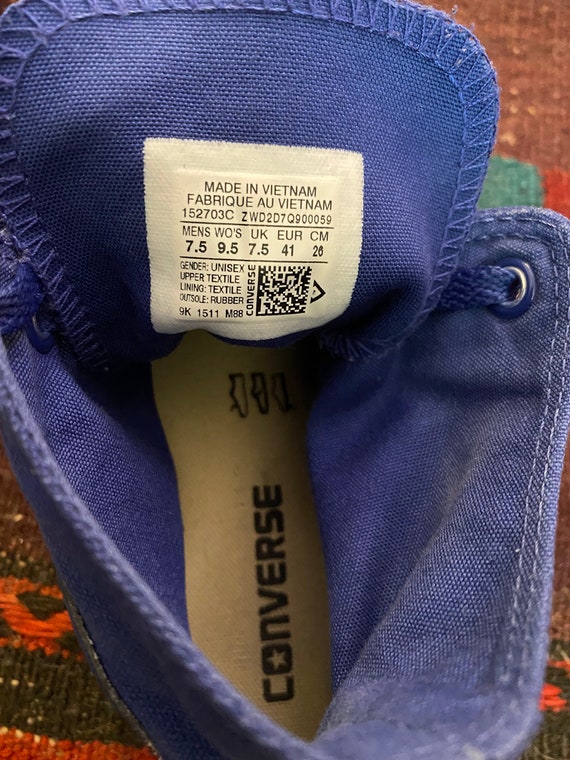 MADE IN VIETNAM
FABRIQUE AU VIETNAM
152703C ZWD2D7Q900059
MENS WO'S UK EUR CM
7.5 9.5 7.5 41 26
GENDER: UNISEX
UPPER TEXTILE
LINING: TEXTILE
OUTSOLE: RUBBER
9K 1511 M88
CONVERSE
CONVERSE